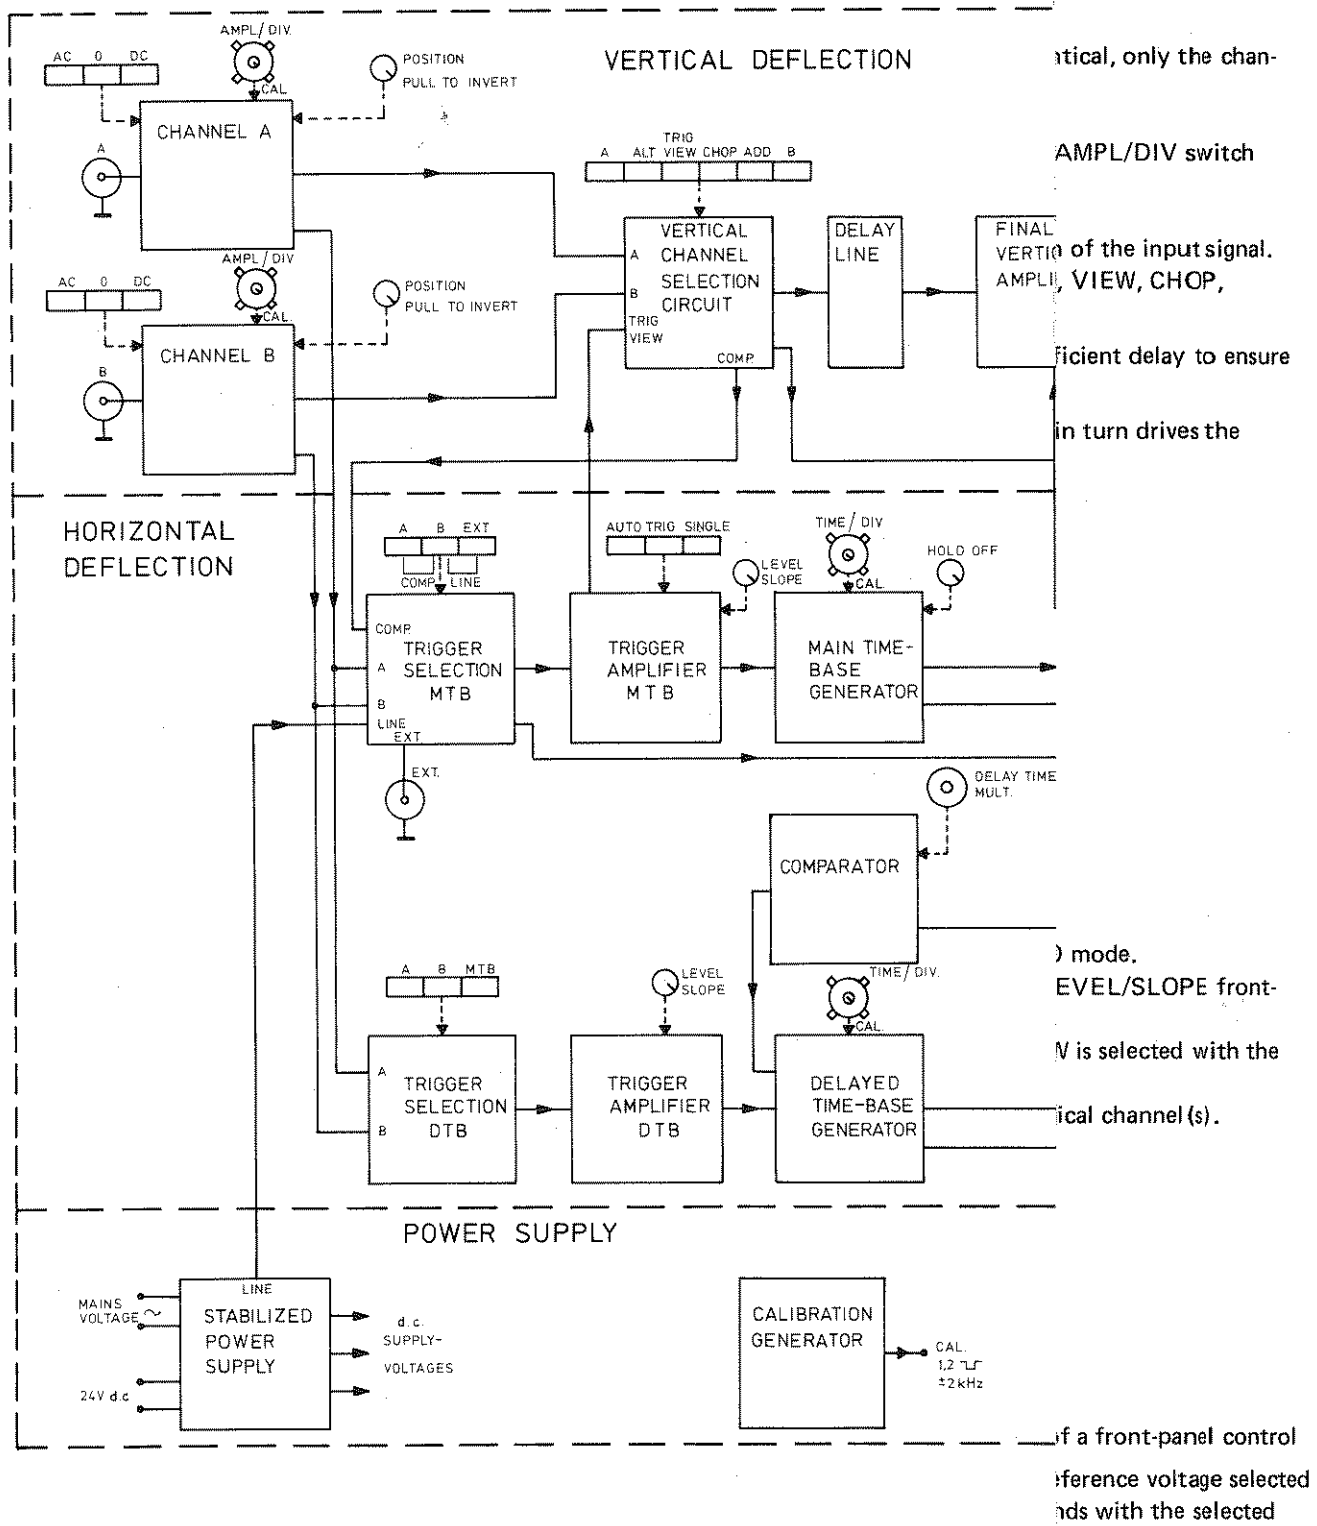 AMPL/DIV.
AC 0 DC
POSITION
PULL TO INVERT
CAL
CHANNEL A
A
VERTICAL DEFLECTION
TRIG
A ALT VIEW CHOP ADD B
VERTICAL
CHANNEL
SELECTION
CIRCUIT
A
B
TRIG
VIEW
COMP.
DELAY
LINE
FINAL
VERTIC
AMPLI
AMPL/DIV
AC 0 DC
POSITION
PULL TO INVERT
CAL.
CHANNEL B
B
ntical, only the chan-
AMPL/DIV switch
n of the input signal.
, VIEW, CHOP,
ficient delay to ensure
in turn drives the
HORIZONTAL
DEFLECTION
A B EXT
COMP. LINE
COMP.
TRIGGER
A SELECTION
MTB
B
LINE
EXT
EXT.
AUTO TRIG SINGLE
LEVEL
SLOPE
TRIGGER
AMPLIFIER
MTB
TIME/DIV
CAL.
HOLD OFF
MAIN TIME-
BASE
GENERATOR
DELAY TIME
MULT.
COMPARATOR
A B MTB
LEVEL
SLOPE
TIME/DIV.
CAL.
A
TRIGGER
SELECTION
DTB
B
TRIGGER
AMPLIFIER
DTB
DELAYED
TIME-BASE
GENERATOR
mode.
EVEL/SLOPE front-
W is selected with the
ical channel(s).
POWER SUPPLY
LINE
MAINS
VOLTAGE ~
24V d.c
STABILIZED
POWER
SUPPLY
d.c.
SUPPLY-
VOLTAGES
CALIBRATION
GENERATOR
CAL.
1,2
±2kHz
of a front-panel control
eference voltage selected
nds with the selected